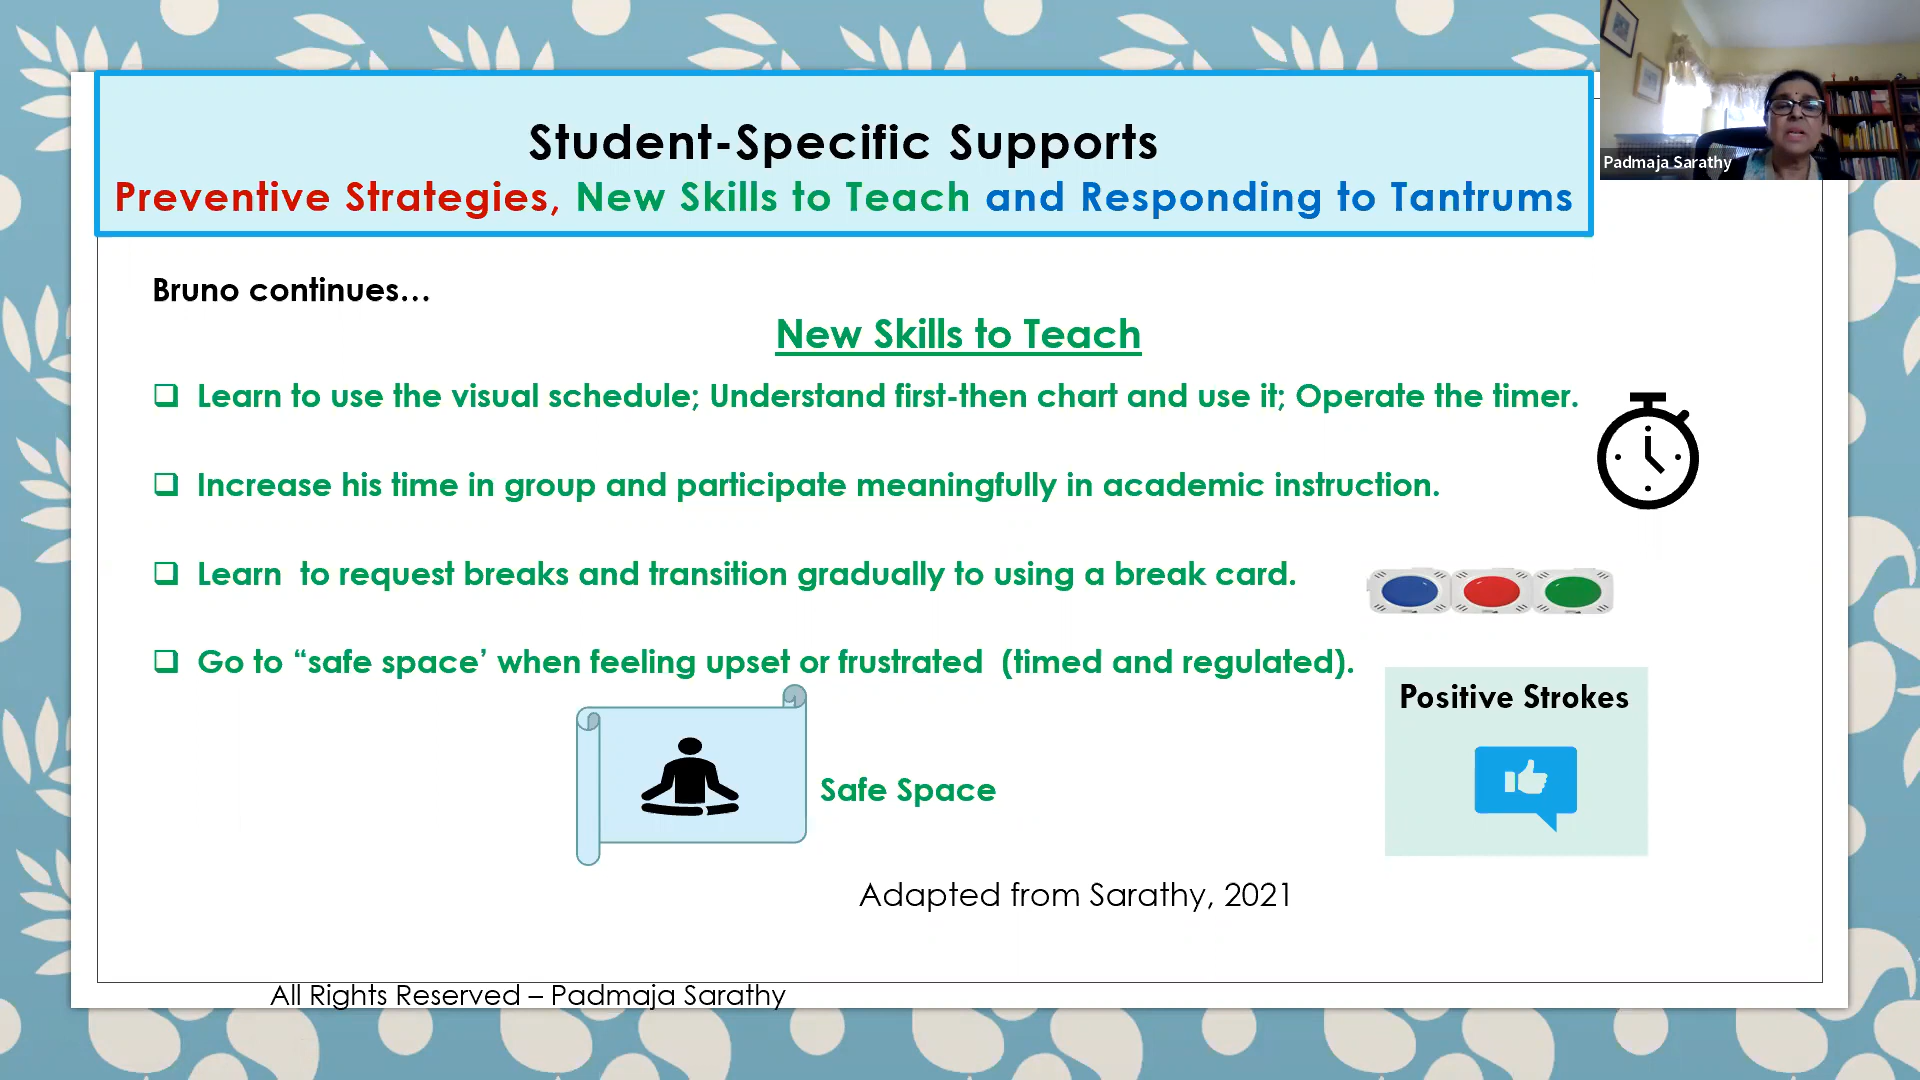 Student-Specific Supports
Preventive Strategies, New Skills to Teach and Responding to Tantrums
Padmaja Sarathy
Bruno continues...
New Skills to Teach
Learn to use the visual schedule; Understand first-then chart and use it; Operate the timer.
Increase his time in group and participate meaningfully in academic instruction.
Learn  to request breaks and transition gradually to using a break card.
Go to “safe space’ when feeling upset or frustrated  (timed and regulated).
Positive Strokes
Safe Space
Adapted from Sarathy, 2021
All Rights Reserved – Padmaja Sarathy